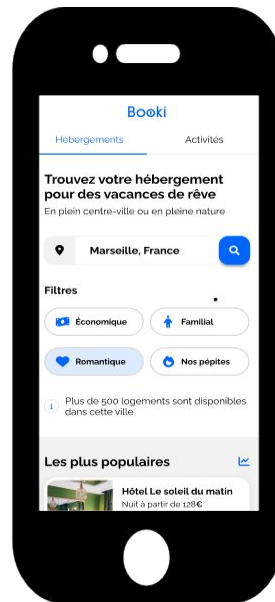 Booki
Hébergements
Activités
Trouvez votre hébergement
pour des vacances de rêve
En plein centre-ville ou en pleine nature
Marseille, France
Filtres
Économique
Familial
Romantique
Nos pépites
Plus de 500 logements sont disponibles
dans cette ville
Les plus populaires
Hôtel Le soleil du matin
Nuit à partir de 128€